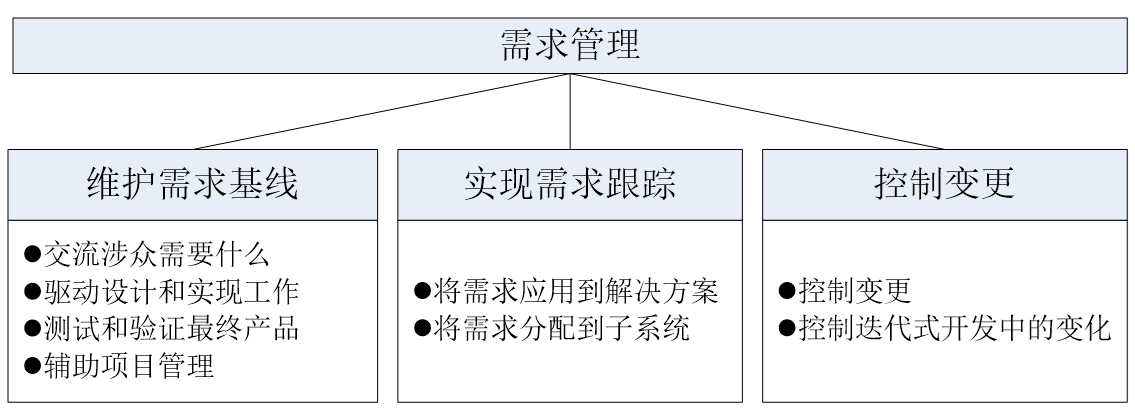 需求管理
维护需求基线
●交流涉众需要什么
●驱动设计和实现工作
●测试和验证最终产品
●辅助项目管理
实现需求跟踪
●将需求应用到解决方案
●将需求分配到子系统
控制变更
●控制变更
●控制迭代式开发中的变化